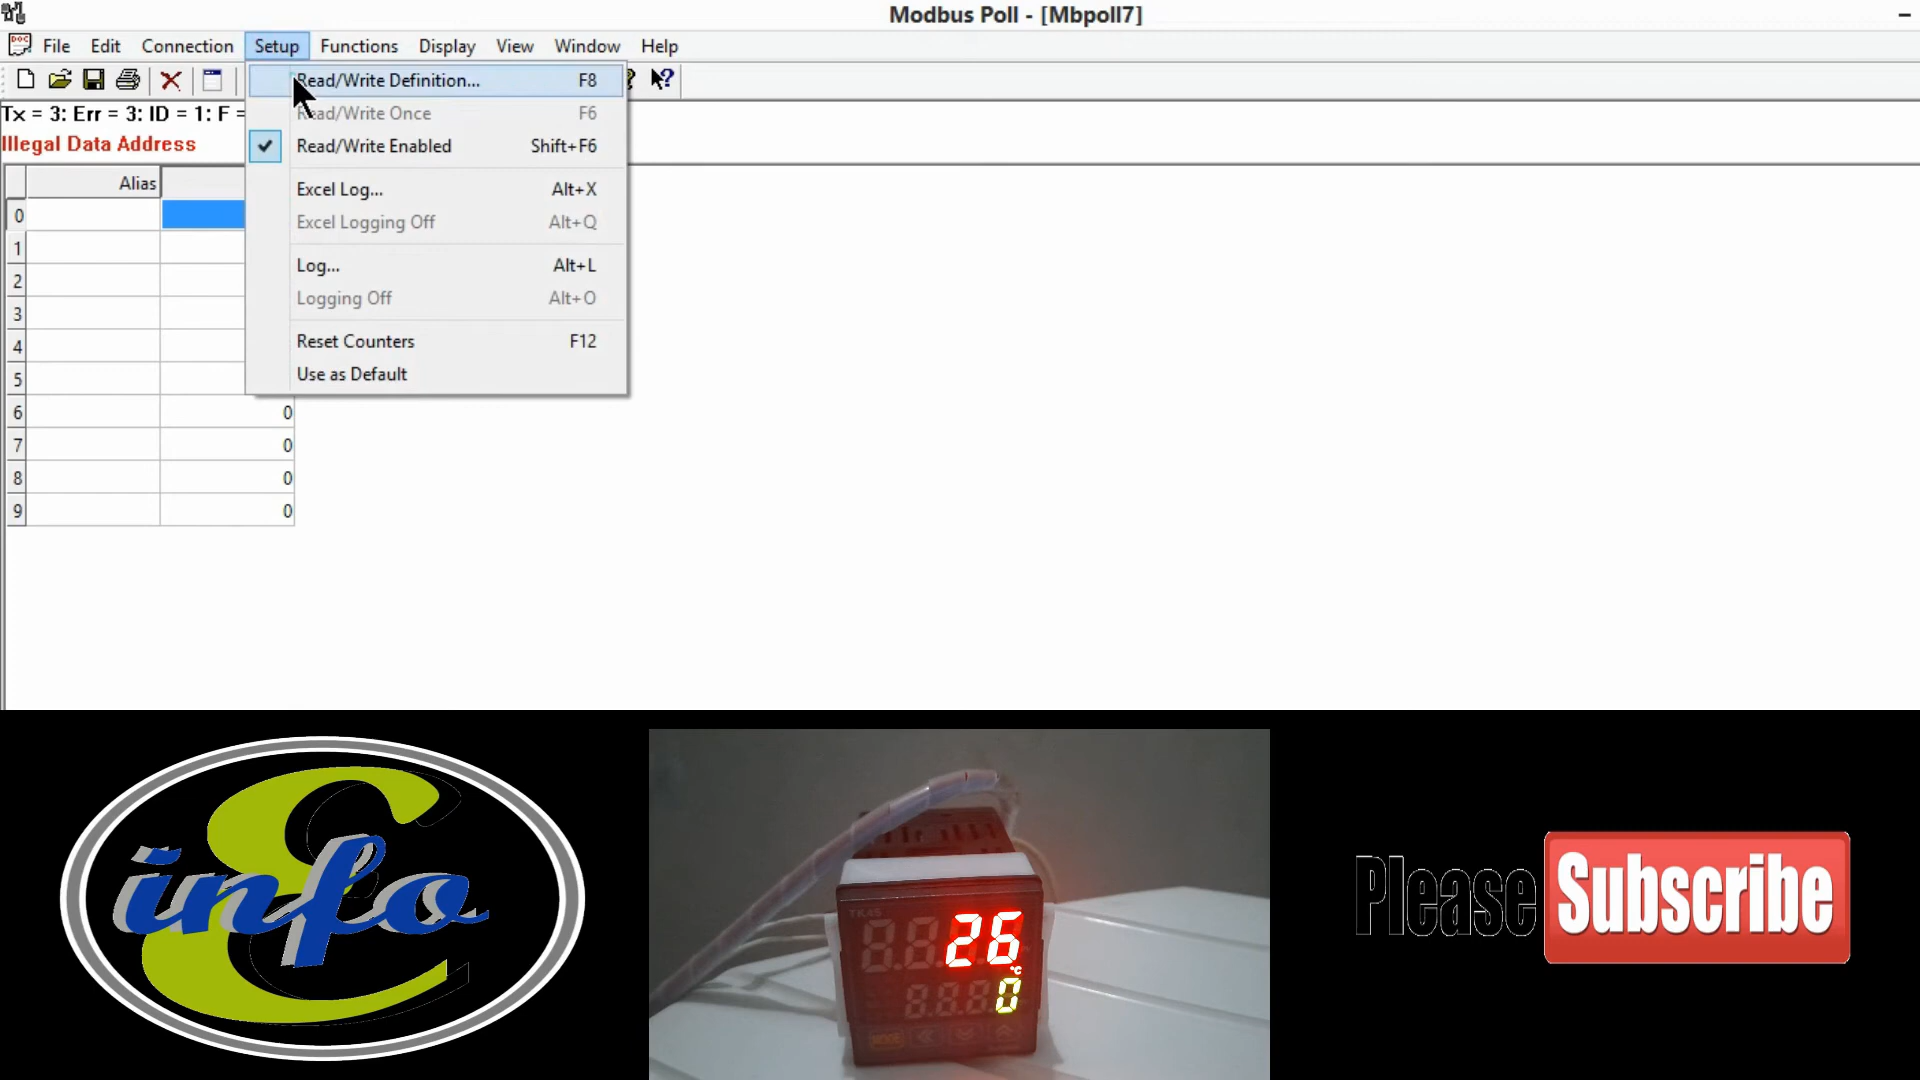 Modbus Poll - [Mbpoll7]
File Edit Connection Setup Functions Display View Window Help
Read/Write Definition... F8
Tx = 3: Err = 3: ID = 1: F =
Read/Write Once F6
Illegal Data Address
Read/Write Enabled Shift+F6
Alias
Excel Log... Alt+X
0
Excel Logging Off Alt+Q
1
Log... Alt+L
2
Logging Off Alt+O
3
Reset Counters F12
4
Use as Default
5
6 0
7 0
8 0
9 0
info
TK4S
26
°C
0
MODE
Please Subscribe